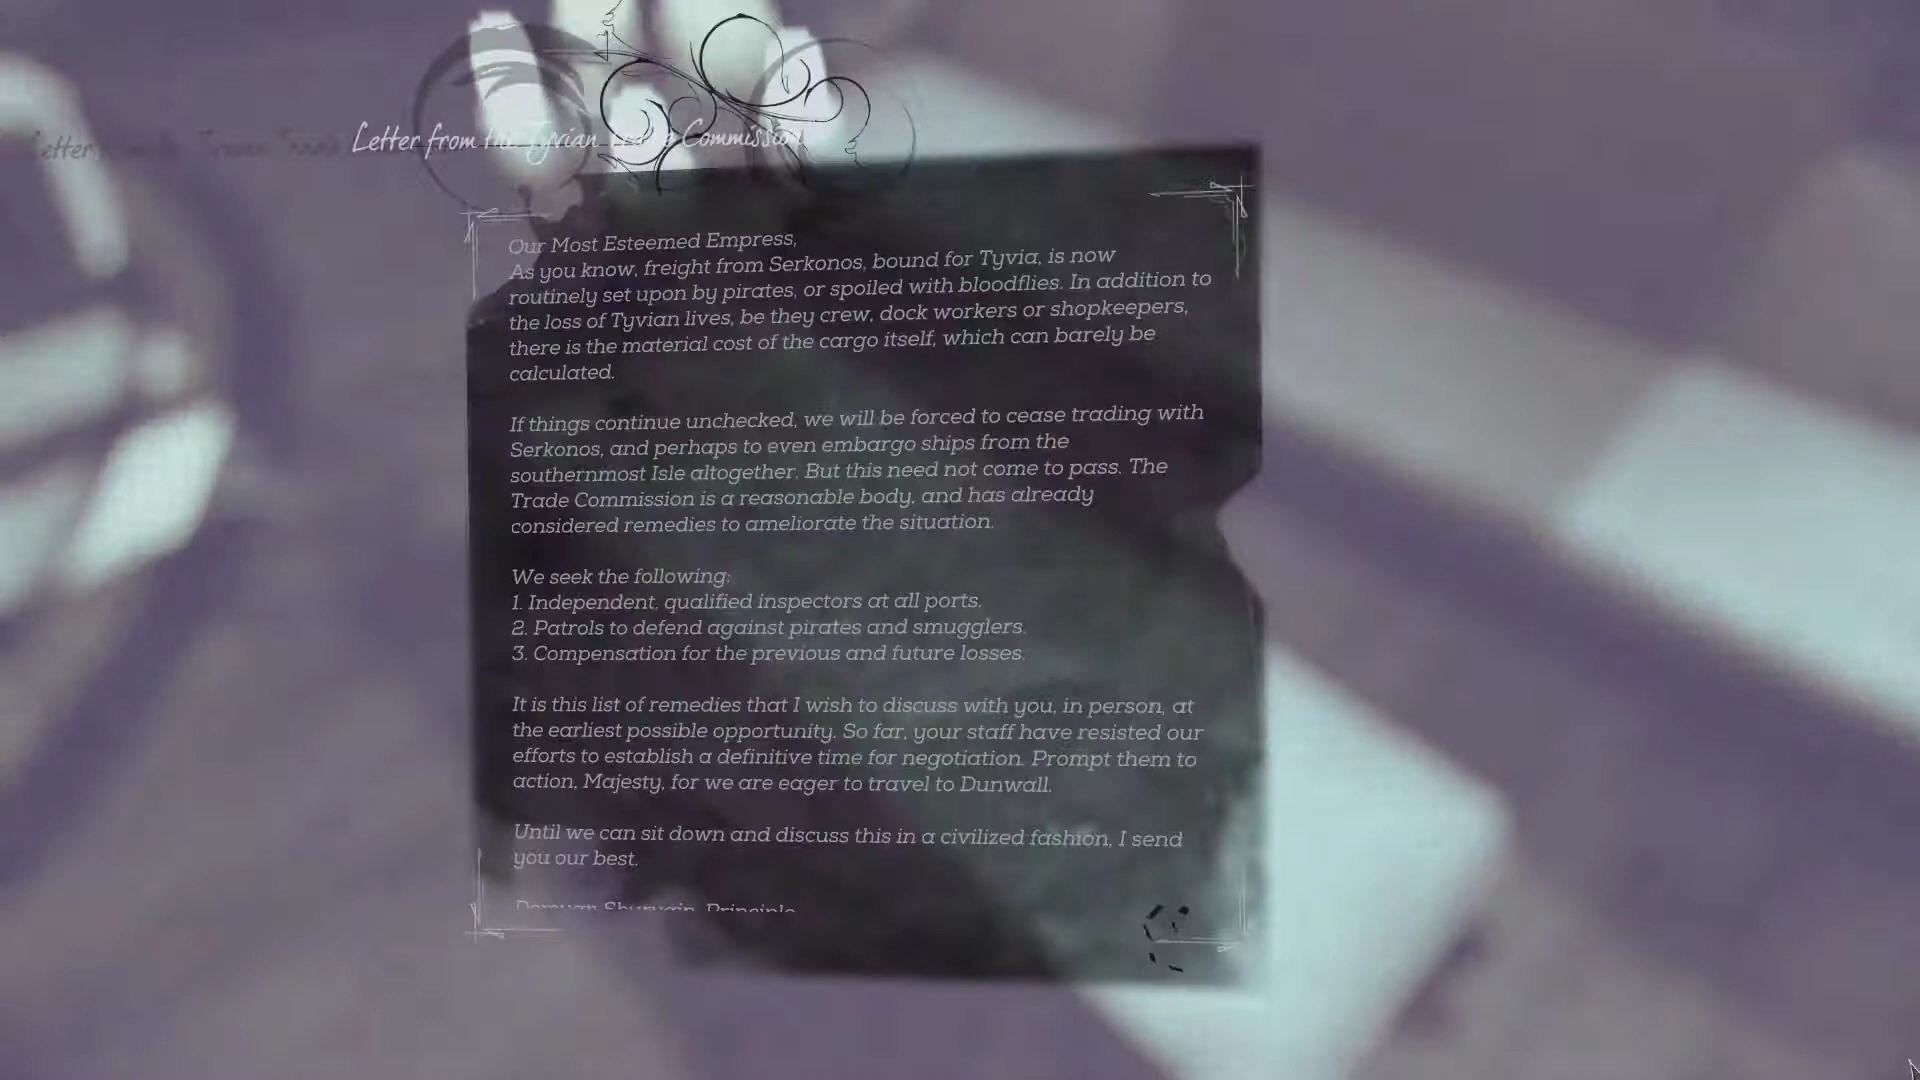 Letter from the Tyvian Trade Commission
Our Most Esteemed Empress,
As you know, freight from Serkonos, bound for Tyvia, is now
routinely set upon by pirates, or spoiled with bloodflies. In addition to
the loss of Tyvian lives, be they crew, dock workers or shopkeepers,
there is the material cost of the cargo itself, which can barely be
calculated.
If things continue unchecked, we will be forced to cease trading with
Serkonos, and perhaps to even embargo ships from the
southernmost Isle altogether. But this need not come to pass. The
Trade Commission is a reasonable body, and has already
considered remedies to ameliorate the situation.
We seek the following:
1. Independent, qualified inspectors at all ports.
2. Patrols to defend against pirates and smugglers.
3. Compensation for the previous and future losses.
It is this list of remedies that I wish to discuss with you, in person, at
the earliest possible opportunity. So far, your staff have resisted our
efforts to establish a definitive time for negotiation. Prompt them to
action, Majesty, for we are eager to travel to Dunwall.
Until we can sit down and discuss this in a civilized fashion, I send
you our best.
Principle